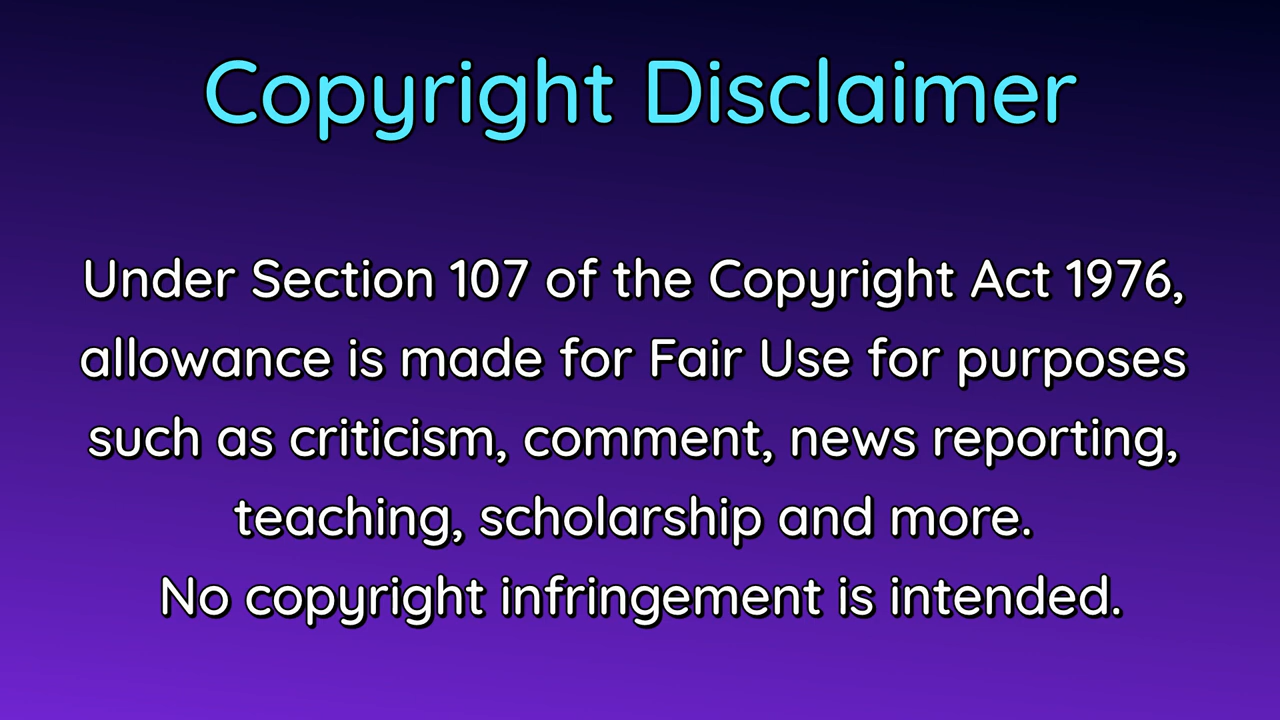 Copyright Disclaimer
Under Section 107 of the Copyright Act 1976,
allowance is made for Fair Use for purposes
such as criticism, comment, news reporting,
teaching, scholarship and more.
No copyright infringement is intended.